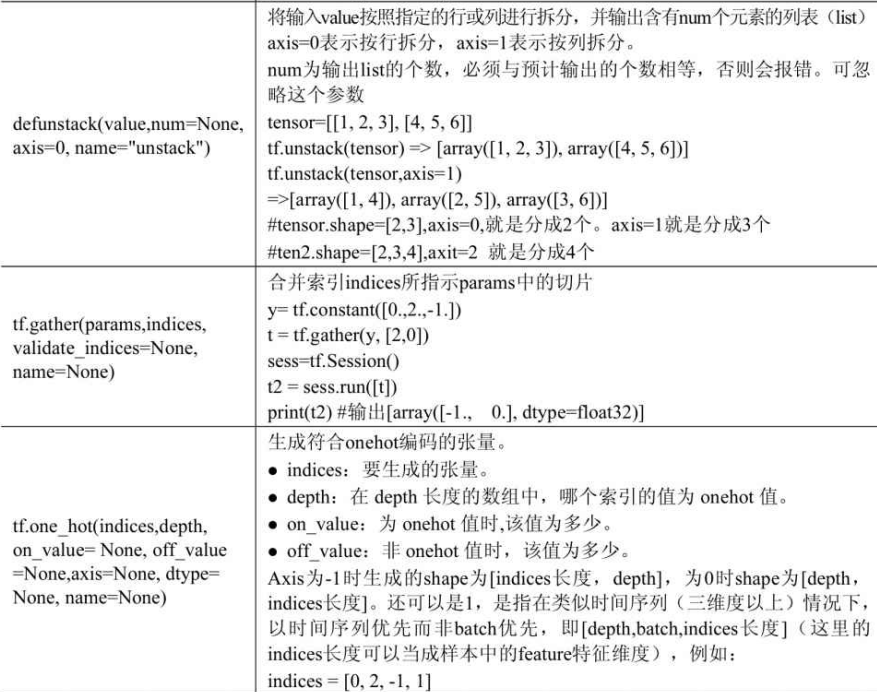 defunstack(value,num=None,
axis=0, name="unstack")
将输入value按照指定的行或列进行拆分，并输出含有num个元素的列表（list）
axis=0表示按行拆分，axis=1表示按列拆分。
num为输出list的个数，必须与预计输出的个数相等，否则会报错。可忽
略这个参数
tensor=[[1, 2, 3], [4, 5, 6]]
tf.unstack(tensor) => [array([1, 2, 3]), array([4, 5, 6])]
tf.unstack(tensor,axis=1)
=>[array([1, 4]), array([2, 5]), array([3, 6])]
#tensor.shape=[2,3],axis=0,就是分成2个。axis=1就是分成3个
#ten2.shape=[2,3,4],axit=2 就是分成4个
tf.gather(params,indices,
validate_indices=None,
name=None)
合并索引indices所指示params中的切片
y= tf.constant([0.,2.,-1.])
t = tf.gather(y, [2,0])
sess=tf.Session()
t2 = sess.run([t])
print(t2) #输出[array([-1., 0.], dtype=float32)]
tf.one_hot(indices,depth,
on_value= None, off_value
=None,axis=None, dtype=
None, name=None)
生成符合onehot编码的张量。
● indices：要生成的张量。
● depth：在 depth 长度的数组中，哪个索引的值为 onehot 值。
● on_value：为 onehot 值时,该值为多少。
● off_value：非 onehot 值时，该值为多少。
Axis为-1时生成的shape为[indices长度，depth]，为0时shape为[depth，
indices长度]。还可以是1，是指在类似时间序列（三维度以上）情况下，
以时间序列优先而非batch优先，即[depth,batch,indices长度]（这里的
indices长度可以当成样本中的feature特征维度），例如：
indices = [0, 2, -1, 1]